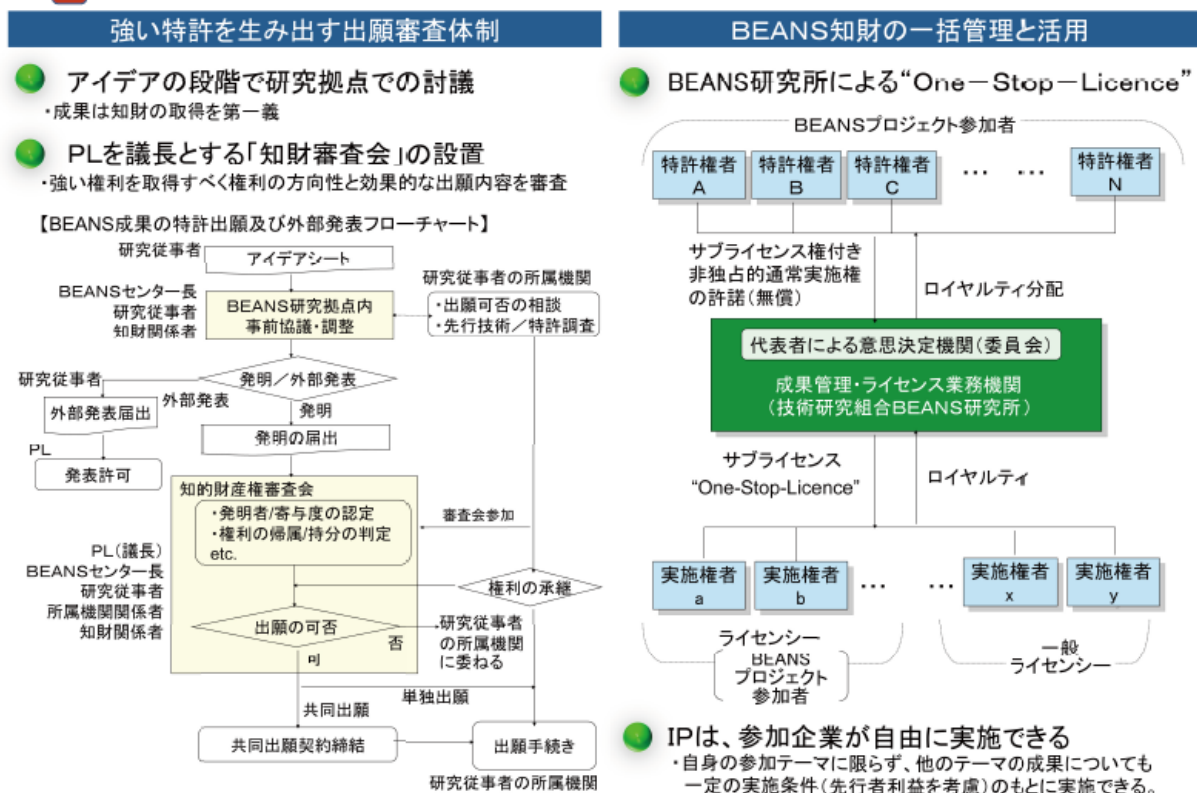 強い特許を生み出す出願審査体制
アイデアの段階で研究拠点での討議
・成果は知財の取得を第一義
PLを議長とする「知財審査会」の設置
・強い権利を取得すべく権利の方向性と効果的な出願内容を審査
【BEANS成果の特許出願及び外部発表フローチャート】
研究従事者
アイデアシート
BEANSセンター長
研究従事者
知財関係者
BEANS研究拠点内
事前協議・調整
研究従事者の所属機関
・出願可否の相談
・先行技術／特許調査
発明／外部発表
研究従事者
外部発表
外部発表届出
発明
発明の届出
PL
発表許可
知的財産権審査会
・発明者/寄与度の認定
・権利の帰属/持分の判定
etc.
審査会参加
PL(議長)
BEANSセンター長
研究従事者
所属機関関係者
知財関係者
権利の承継
出願の可否
否
可
研究従事者
の所属機関
に委ねる
単独出願
共同出願
共同出願契約締結
出願手続き
研究従事者の所属機関
BEANS知財の一括管理と活用
BEANS研究所による“One－Stop－Licence”
BEANSプロジェクト参加者
特許権者
A
特許権者
B
特許権者
C
… …
特許権者
N
サブライセンス権付き
非独占的通常実施権
の許諾(無償)
ロイヤルティ分配
代表者による意思決定機関(委員会)
成果管理・ライセンス業務機関
(技術研究組合BEANS研究所)
サブライセンス
“One-Stop-Licence”
ロイヤルティ
実施権者
a
実施権者
b
… …
実施権者
x
実施権者
y
ライセンシー
BEANS
プロジェクト
参加者
一般
ライセンシー
IPは、参加企業が自由に実施できる
・自身の参加テーマに限らず、他のテーマの成果についても
一定の実施条件(先行者利益を考慮)のもとに実施できる。